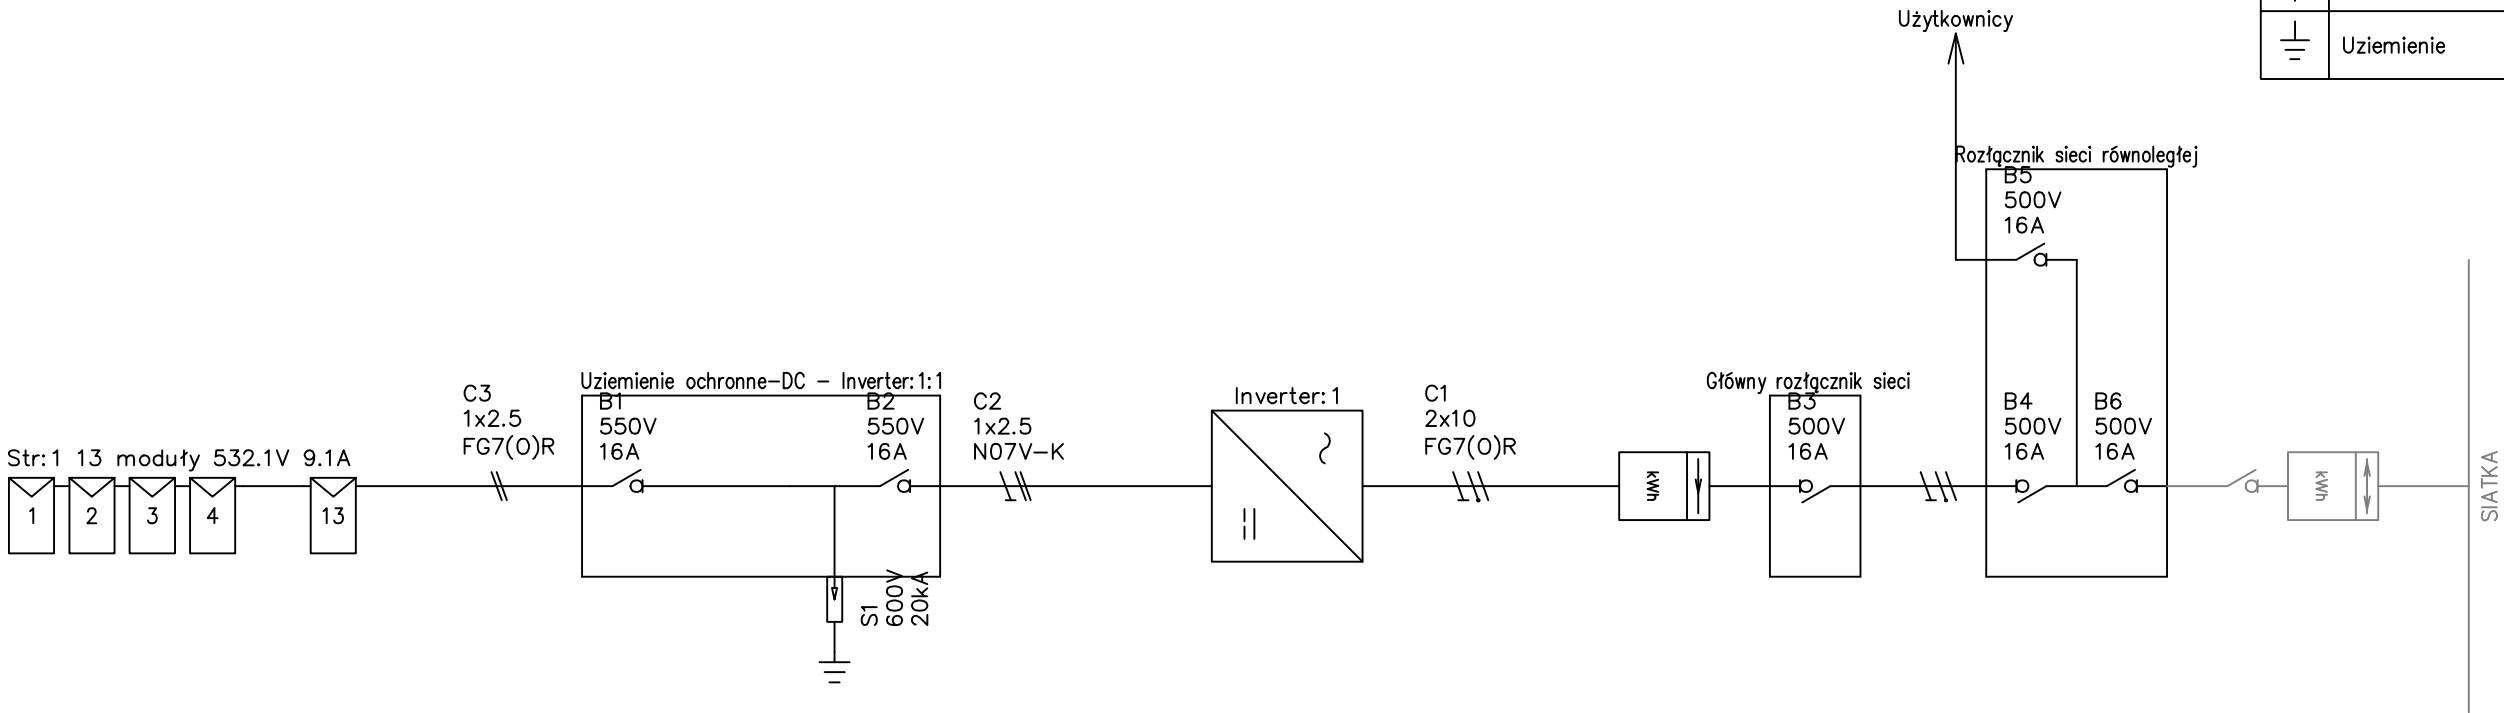 Użytkownicy
Uziemienie
Rozłącznik sieci równoległej
B5
500V
16A
Str:1 13 moduły 532.1V 9.1A
1
2
3
4
13
C3
1x2.5
FG7(O)R
Uziemienie ochronne-DC - Inverter:1:1
B1
550V
16A
B2
550V
16A
S1
600V
20kA
C2
1x2.5
N07V-K
Inverter:1
C1
2x10
FG7(O)R
kWh
Główny rozłącznik sieci
B3
500V
16A
B4
500V
16A
B6
500V
16A
kWh
SIATKA